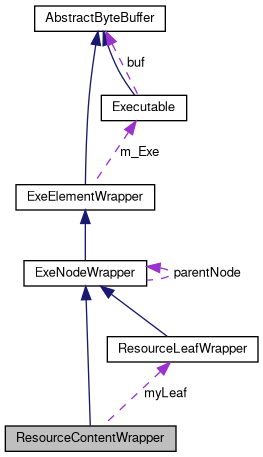 AbstractByteBuffer
buf
Executable
m_Exe
ExeElementWrapper
ExeNodeWrapper
parentNode
ResourceLeafWrapper
myLeaf
ResourceContentWrapper